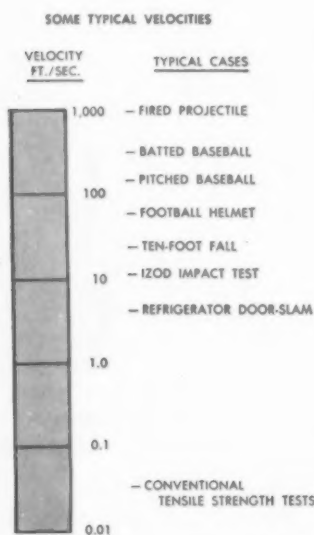 SOME TYPICAL VELOCITIES
VELOCITY
FT./SEC.
TYPICAL CASES
1,000
– FIRED PROJECTILE
– BATTED BASEBALL
– PITCHED BASEBALL
100
– FOOTBALL HELMET
– TEN-FOOT FALL
– IZOD IMPACT TEST
10
– REFRIGERATOR DOOR-SLAM
1.0
0.1
– CONVENTIONAL
TENSILE STRENGTH TESTS
0.01